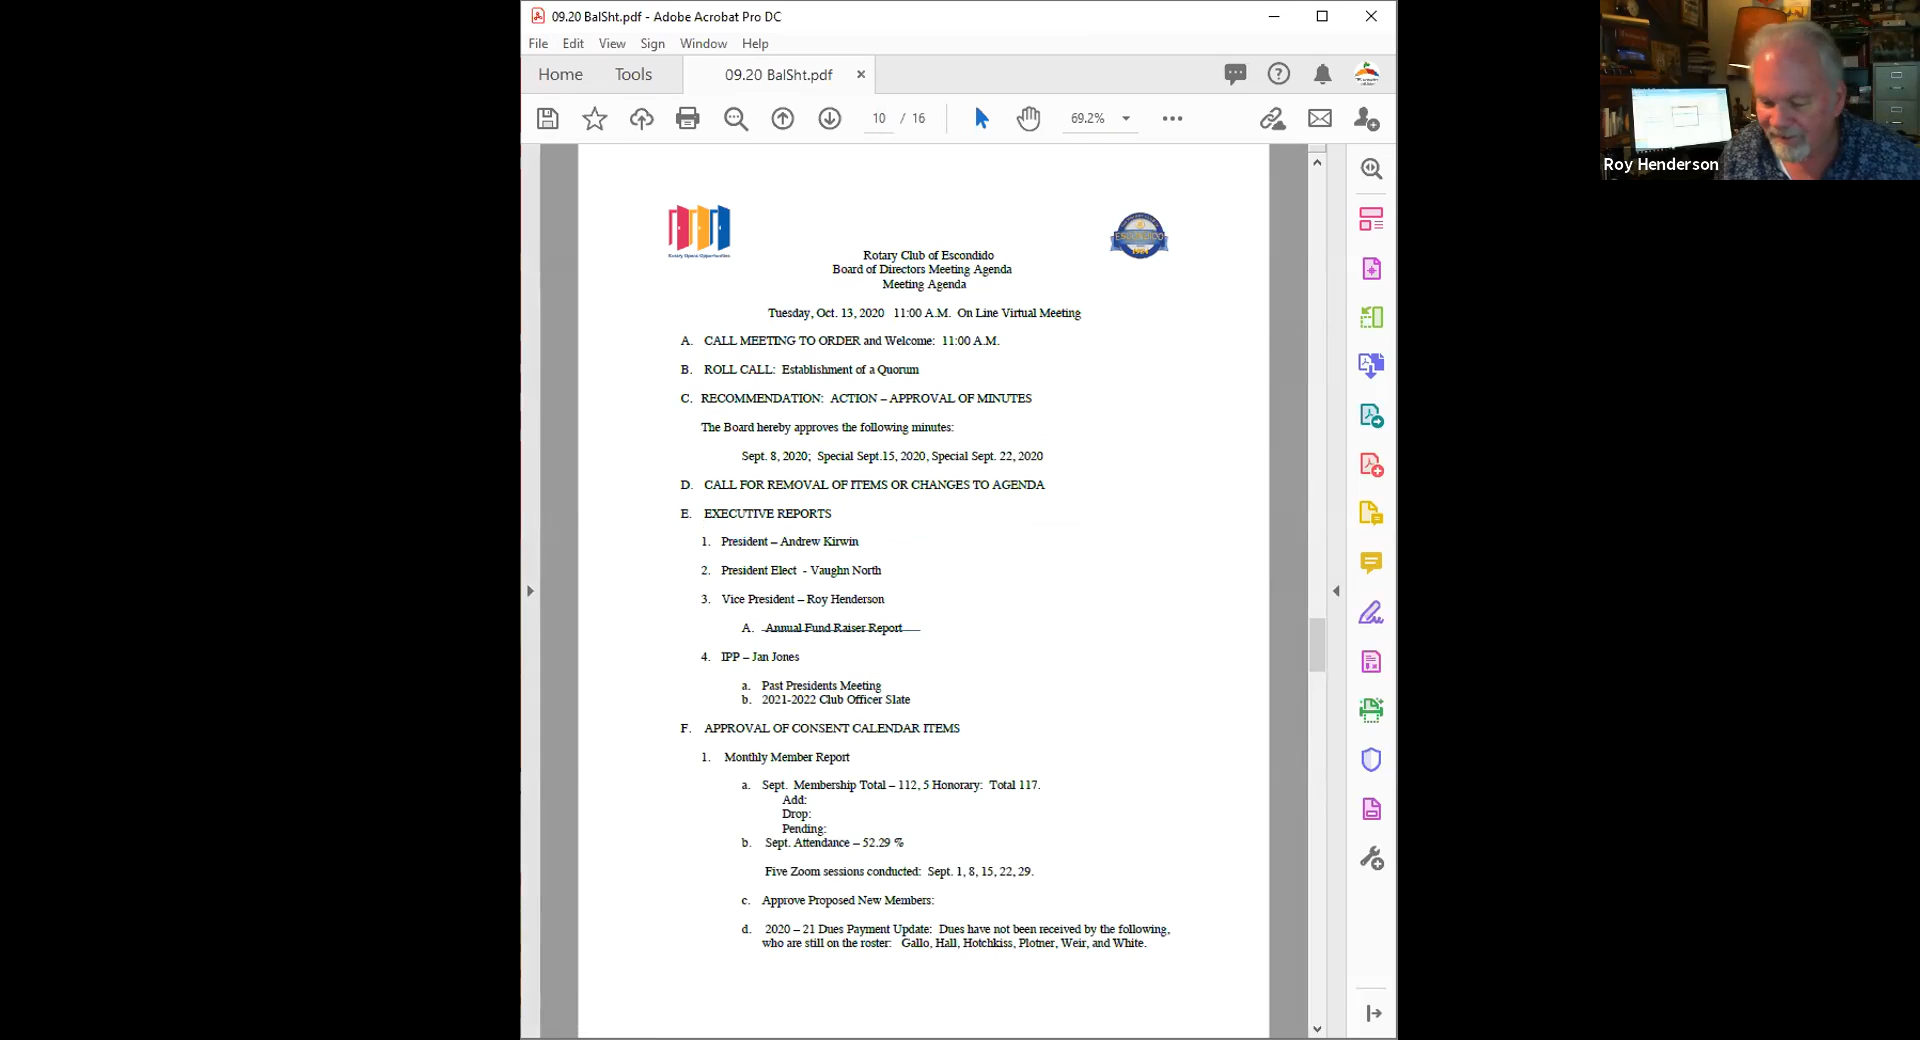 09.20 BalSht.pdf - Adobe Acrobat Pro DC
File Edit View Sign Window Help
Home Tools 09.20 BalSht.pdf
10 / 16 69.2%
Roy Henderson
Rotary Opens Opportunities
ESCONDIDO
Rotary Club of Escondido
Board of Directors Meeting Agenda
Meeting Agenda
Tuesday, Oct. 13, 2020 11:00 A.M. On Line Virtual Meeting
A. CALL MEETING TO ORDER and Welcome: 11:00 A.M.
B. ROLL CALL: Establishment of a Quorum
C. RECOMMENDATION: ACTION – APPROVAL OF MINUTES
The Board hereby approves the following minutes:
Sept. 8, 2020; Special Sept.15, 2020, Special Sept. 22, 2020
D. CALL FOR REMOVAL OF ITEMS OR CHANGES TO AGENDA
E. EXECUTIVE REPORTS
1. President – Andrew Kirwin
2. President Elect - Vaughn North
3. Vice President – Roy Henderson
A. Annual Fund Raiser Report
4. IPP – Jan Jones
a. Past Presidents Meeting
b. 2021-2022 Club Officer Slate
F. APPROVAL OF CONSENT CALENDAR ITEMS
1. Monthly Member Report
a. Sept. Membership Total – 112, 5 Honorary: Total 117.
Add:
Drop:
Pending:
b. Sept. Attendance – 52.29 %
Five Zoom sessions conducted: Sept. 1, 8, 15, 22, 29.
c. Approve Proposed New Members:
d. 2020 – 21 Dues Payment Update: Dues have not been received by the following,
who are still on the roster: Gallo, Hall, Hotchkiss, Plotner, Weir, and White.